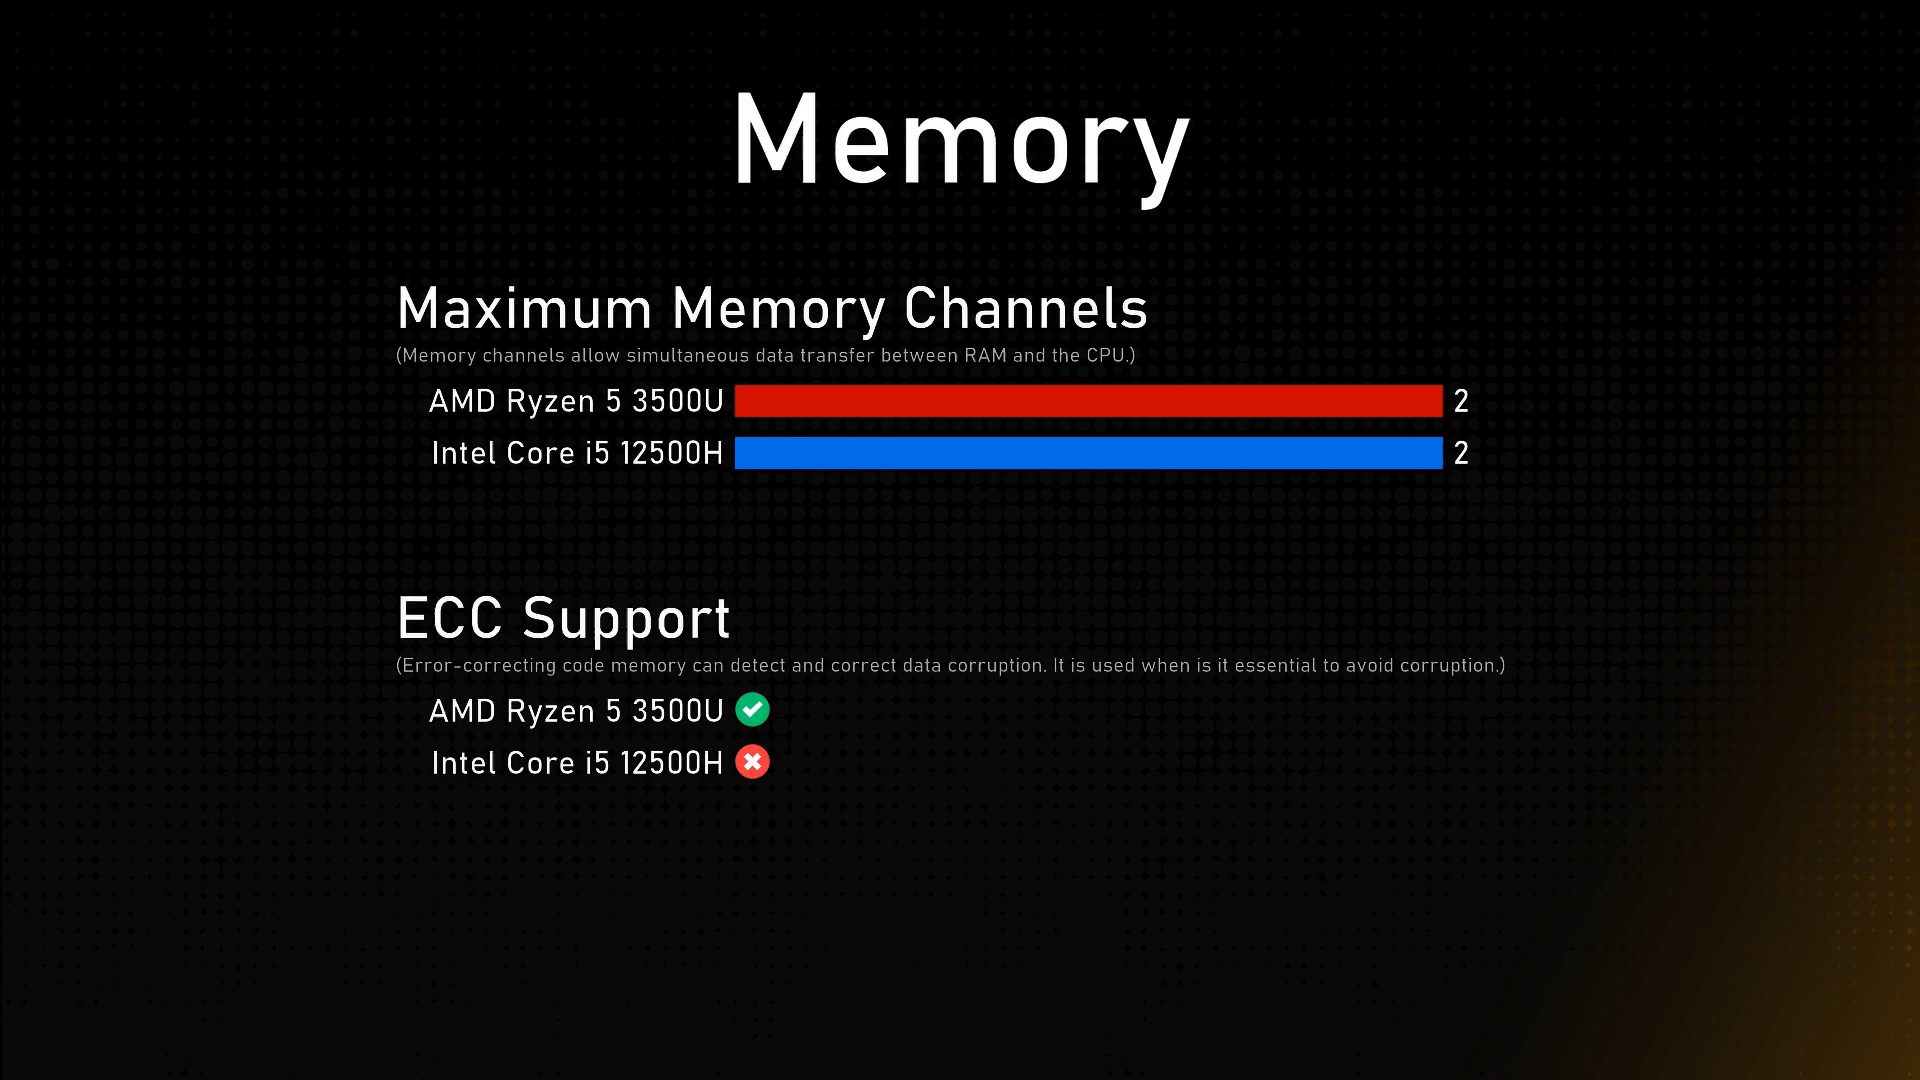 Memory
Maximum Memory Channels
(Memory channels allow simultaneous data transfer between RAM and the CPU.)
AMD Ryzen 5 3500U 2
Intel Core i5 12500H 2
ECC Support
(Error-correcting code memory can detect and correct data corruption. It is used when is it essential to avoid corruption.)
AMD Ryzen 5 3500U
Intel Core i5 12500H